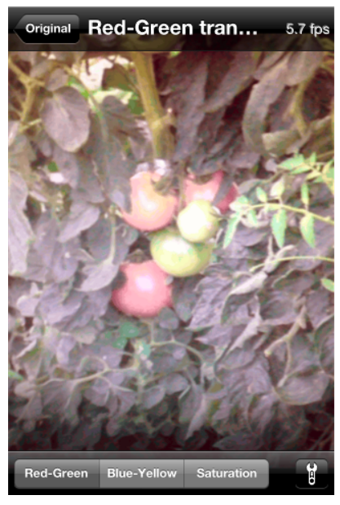 Original
Red-Green tran...
5.7 fps
Red-Green
Blue-Yellow
Saturation